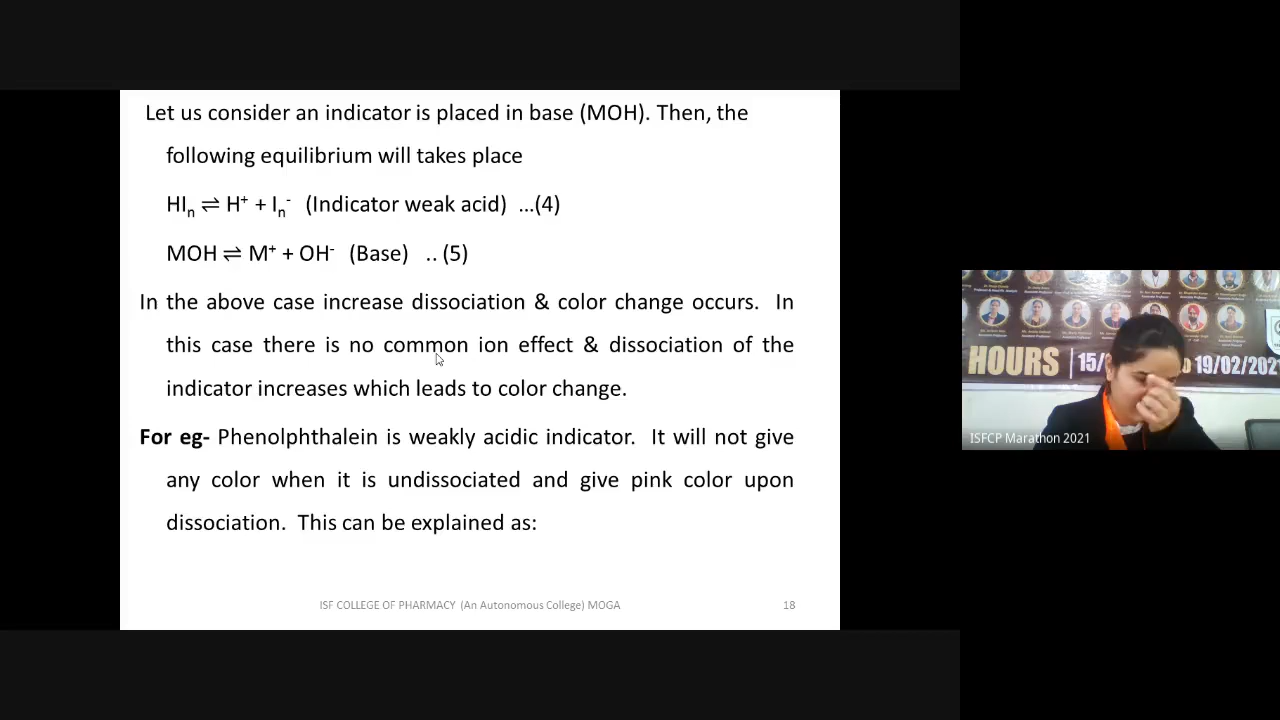 Let us consider an indicator is placed in base (MOH). Then, the
following equilibrium will takes place
HIn ⇌ H+ + In- (Indicator weak acid) ...(4)
MOH ⇌ M+ + OH- (Base) .. (5)
In the above case increase dissociation & color change occurs. In
this case there is no common ion effect & dissociation of the
indicator increases which leads to color change.
For eg- Phenolphthalein is weakly acidic indicator. It will not give
any color when it is undissociated and give pink color upon
dissociation. This can be explained as:
ISF COLLEGE OF PHARMACY (An Autonomous College) MOGA 18
HOURS 15/ 19/02/2021
ISFCP Marathon 2021